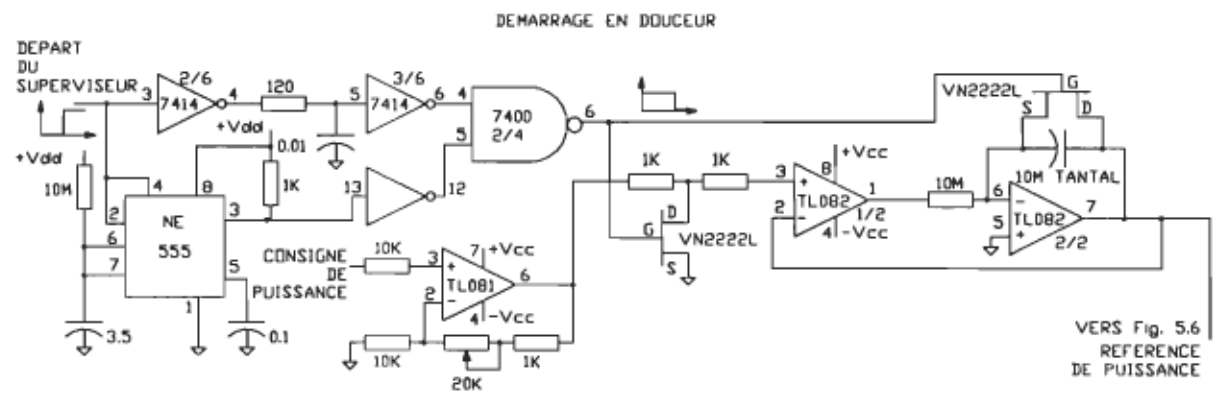 DEMARRAGE EN DOUCEUR
DEPART
DU
SUPERVISEUR
3
2/6
7414
4
120
5
3/6
7414
6
4
5
7400
2/4
6
+Vdd
0.01
1K
+Vdd
10M
4
8
2
6
7
NE
555
3
5
1
3.5
0.1
13
12
CONSIGNE
DE
PUISSANCE
10K
3
+
2
-
TL081
7
+Vcc
6
4
-Vcc
10K
20K
1K
1K
1K
G
D
S
VN2222L
3
+
2
-
TL082
8
+Vcc
1
1/2
4
-Vcc
10M
VN2222L
G
S
D
10M TANTAL
6
-
5
+
TL082
7
2/2
VERS Fig. 5.6
REFERENCE
DE PUISSANCE